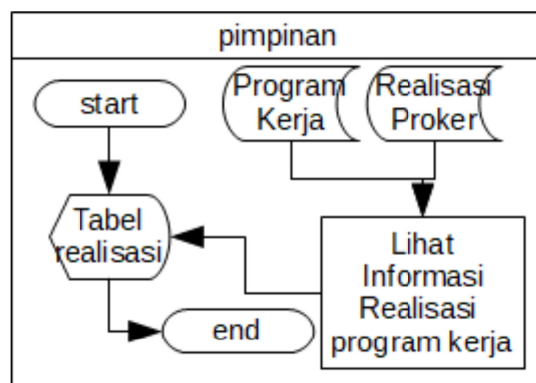 pimpinan
start
Program
Kerja
Realisasi
Proker
Tabel
realisasi
Lihat
Informasi
Realisasi
program kerja
end